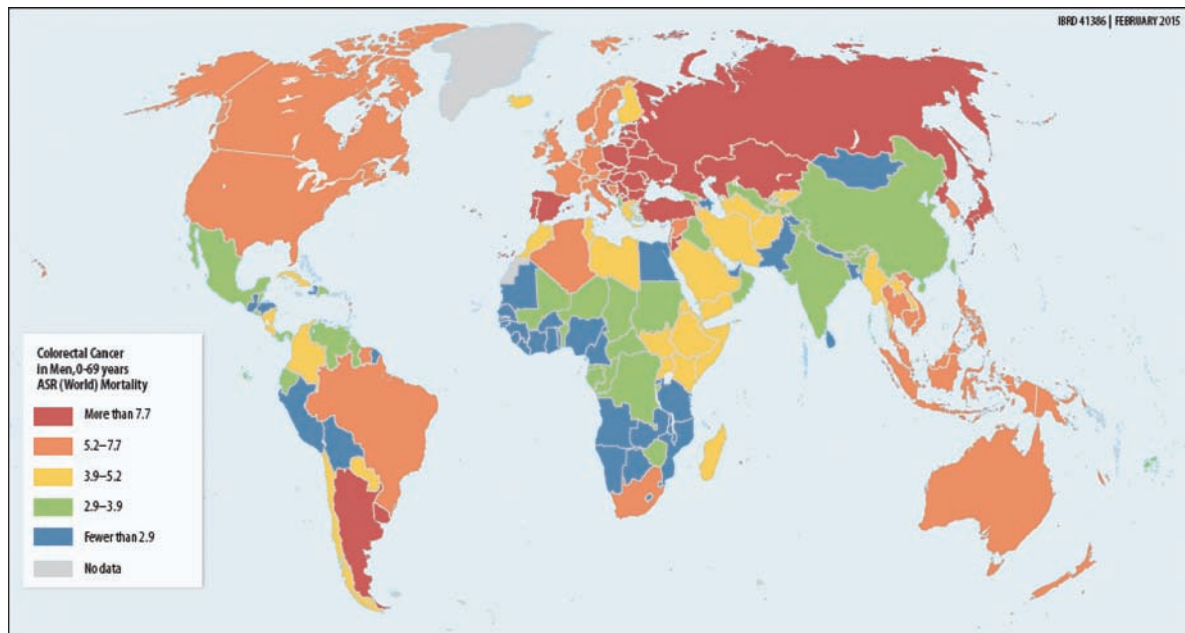 IBRD 41386 | FEBRUARY 2015
Colorectal Cancer
in Men, 0-69 years
ASR (World) Mortality
More than 7.7
5.2–7.7
3.9–5.2
2.9–3.9
Fewer than 2.9
No data